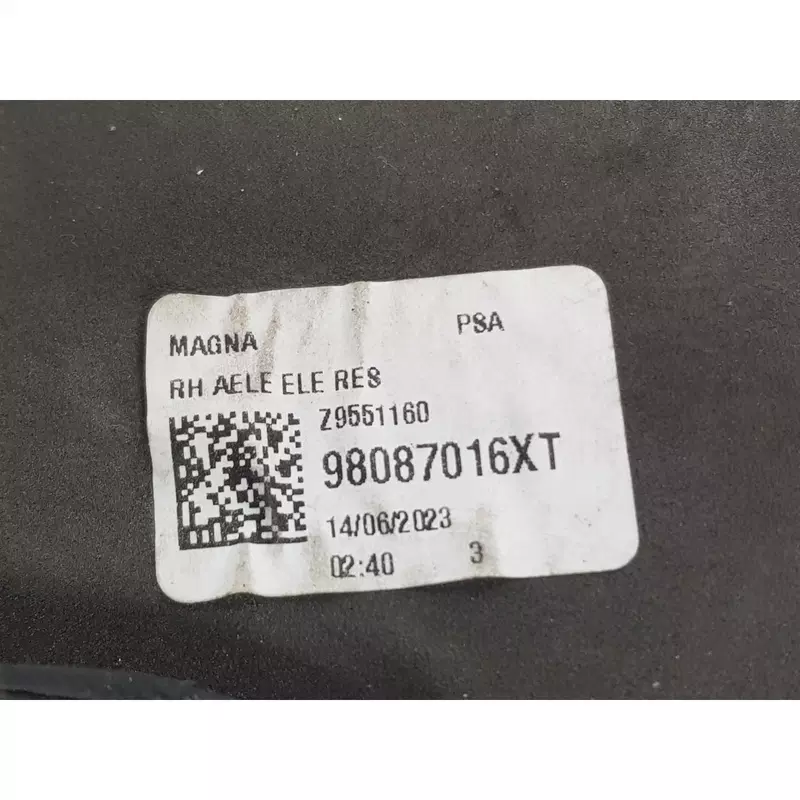 MAGNA PSA
RH AELE ELE RES
Z9551160
98087016XT
14/06/2023
02:40 3